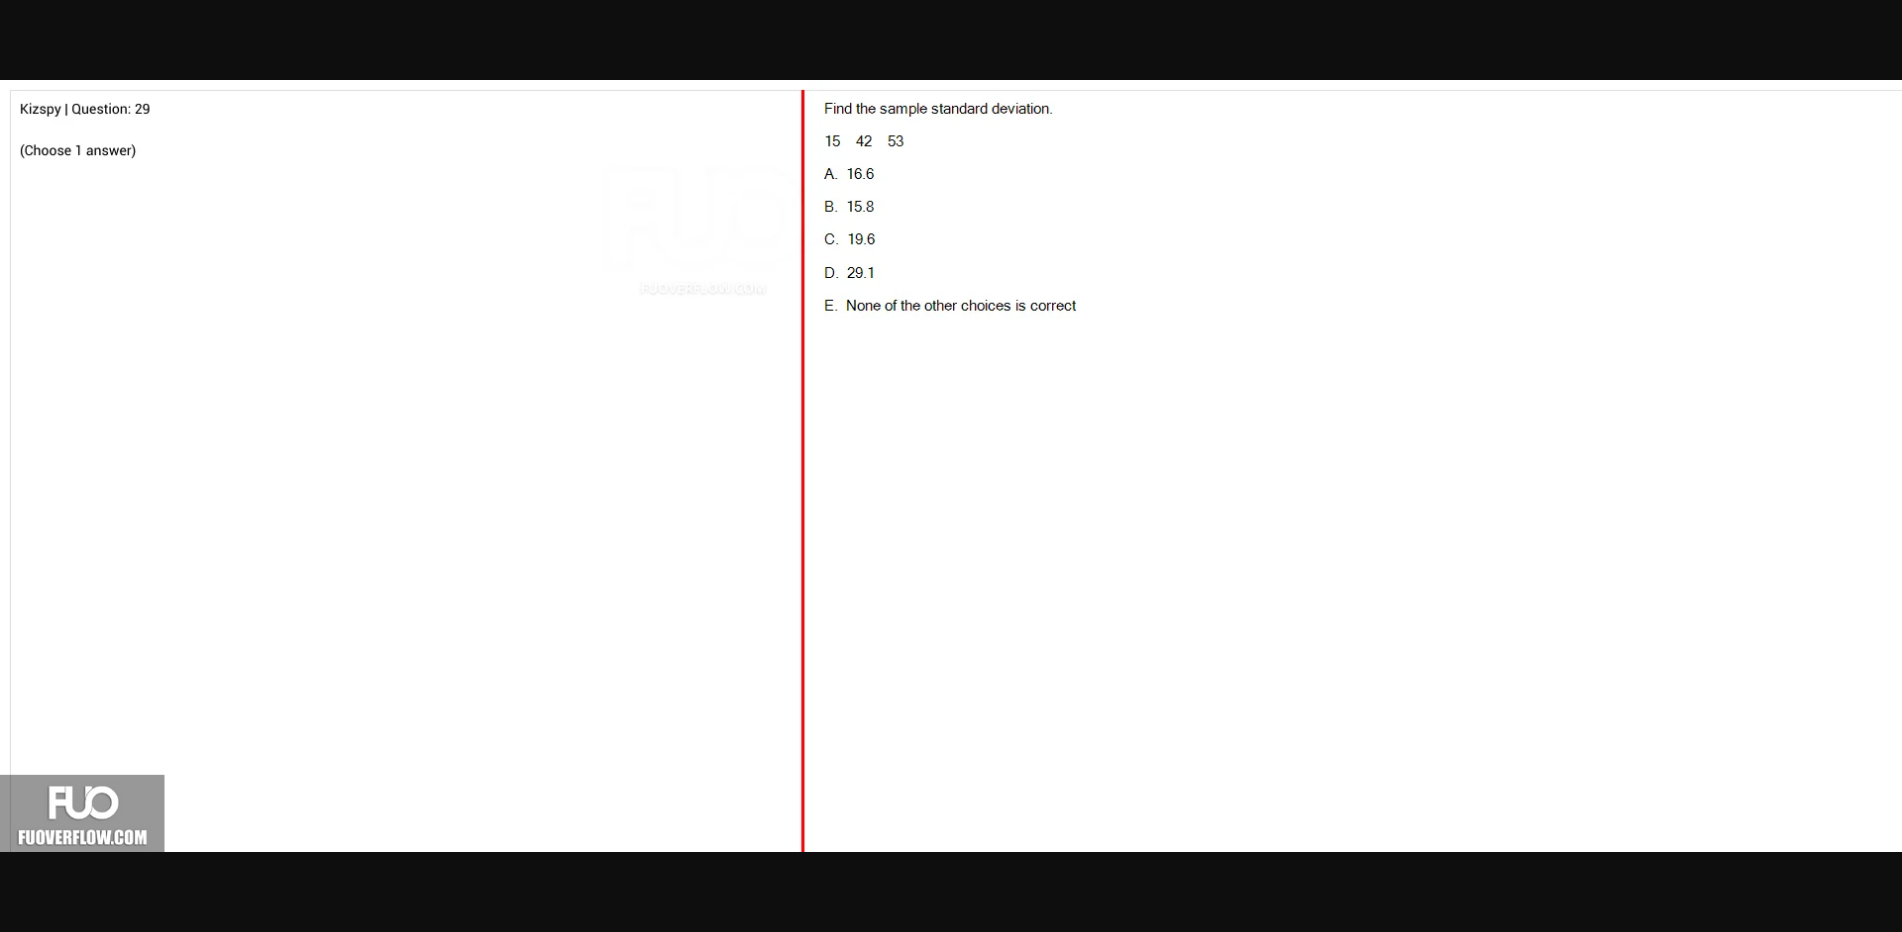 Kizspy | Question: 29
(Choose 1 answer)
FUO
FUOVERFLOW.COM
Find the sample standard deviation.
15 42 53
A. 16.6
B. 15.8
C. 19.6
D. 29.1
E. None of the other choices is correct
FUO
FUOVERFLOW.COM